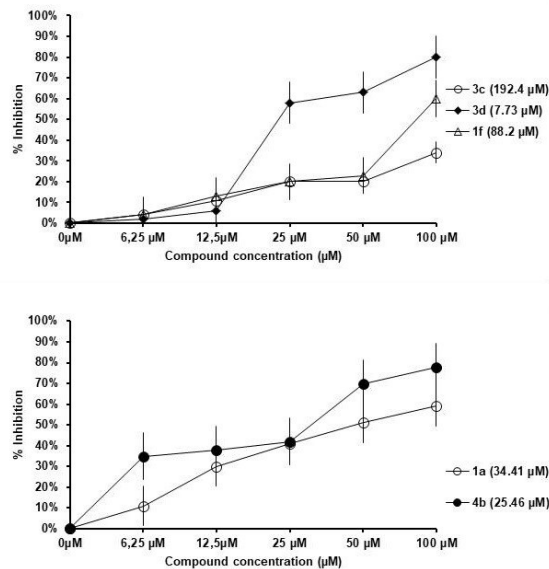 100%
90%
80%
70%
60%
50%
40%
30%
20%
10%
0%
% Inhibition
0µM 6,25 µM 12,5µM 25 µM 50 µM 100 µM
Compound concentration (µM)
3c (192.4 µM)
3d (7.73 µM)
1f (88.2 µM)
100%
90%
80%
70%
60%
50%
40%
30%
20%
10%
0%
% Inhibition
0µM 6,25 µM 12,5µM 25 µM 50 µM 100 µM
Compound concentration (µM)
1a (34.41 µM)
4b (25.46 µM)